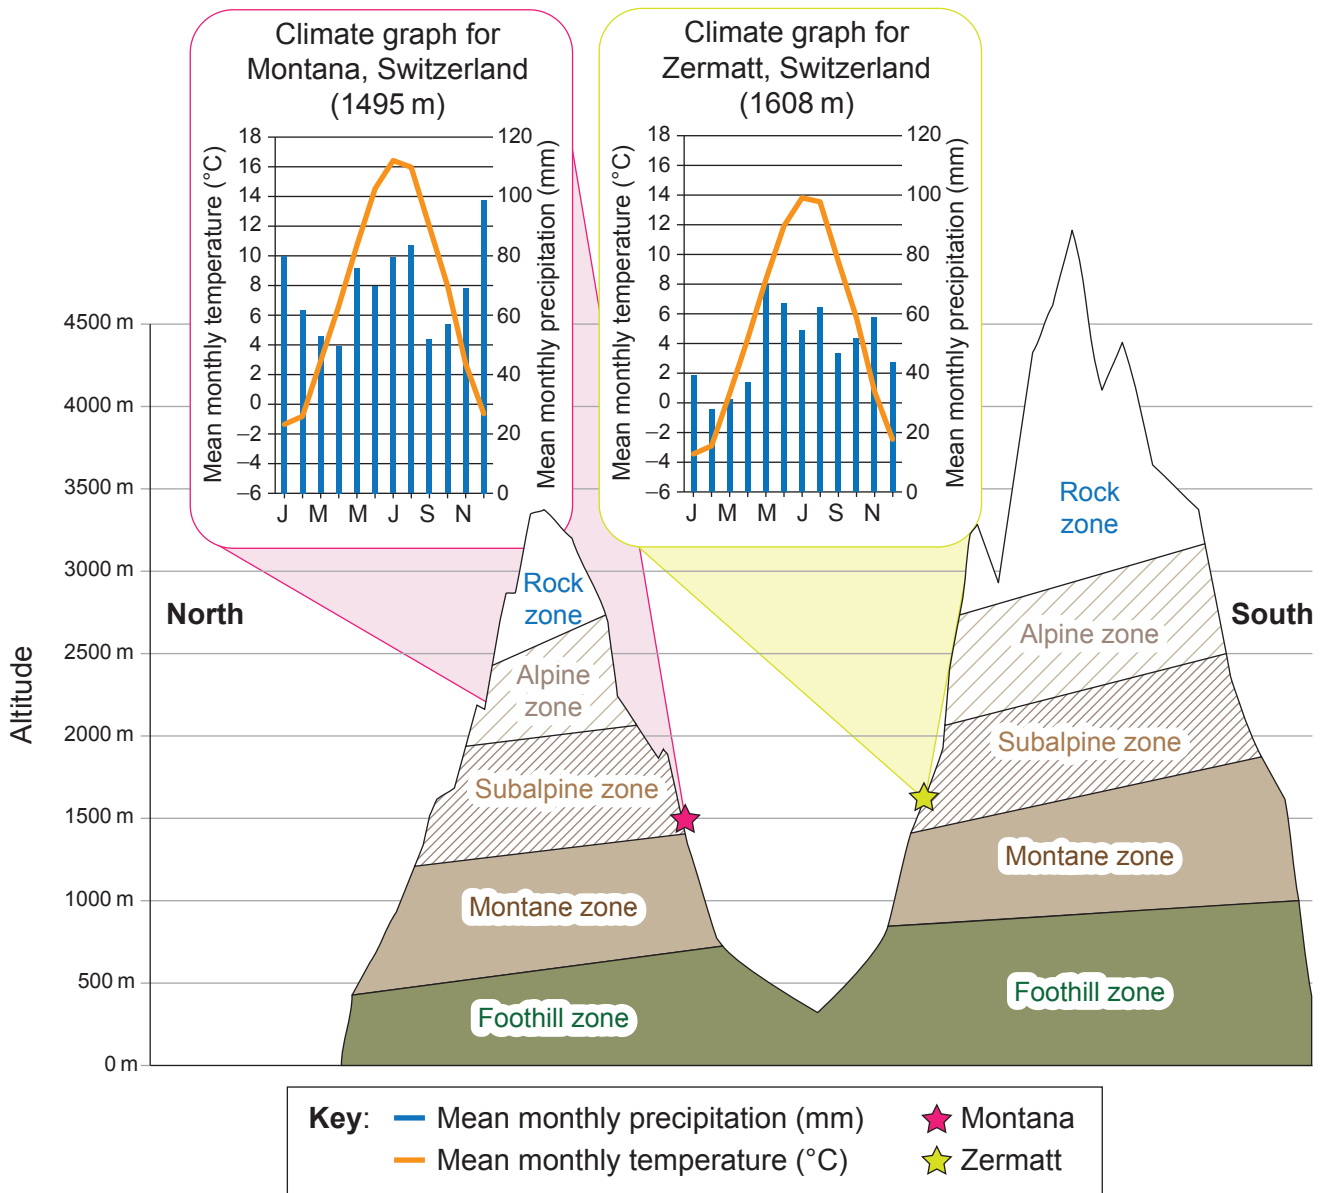 Climate graph for
Montana, Switzerland
(1495 m)
Mean monthly temperature (°C)
18
16
14
12
10
8
6
4
2
0
–2
–4
–6
120
100
80
60
40
20
0
Mean monthly precipitation (mm)
J M M J S N
Climate graph for
Zermatt, Switzerland
(1608 m)
Mean monthly temperature (°C)
18
16
14
12
10
8
6
4
2
0
–2
–4
–6
120
100
80
60
40
20
0
Mean monthly precipitation (mm)
J M M J S N
Altitude
4500 m
4000 m
3500 m
3000 m
2500 m
2000 m
1500 m
1000 m
500 m
0 m
North
South
Rock
zone
Alpine
zone
Subalpine zone
Montane zone
Foothill zone
Rock
zone
Alpine zone
Subalpine zone
Montane zone
Foothill zone
Key: Mean monthly precipitation (mm) Montana
Mean monthly temperature (°C) Zermatt